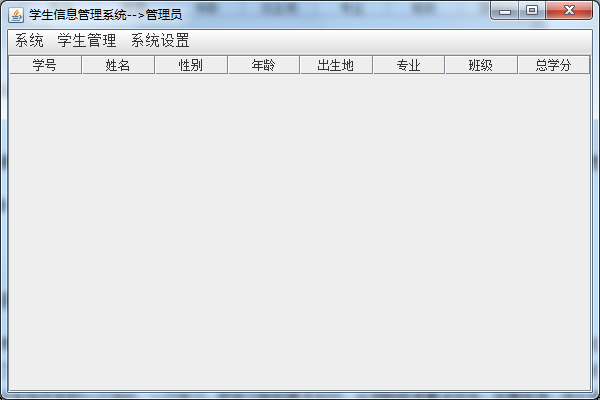 学生信息管理系统-->管理员
系统 学生管理 系统设置
学号 姓名 性别 年龄 出生地 专业 班级 总学分